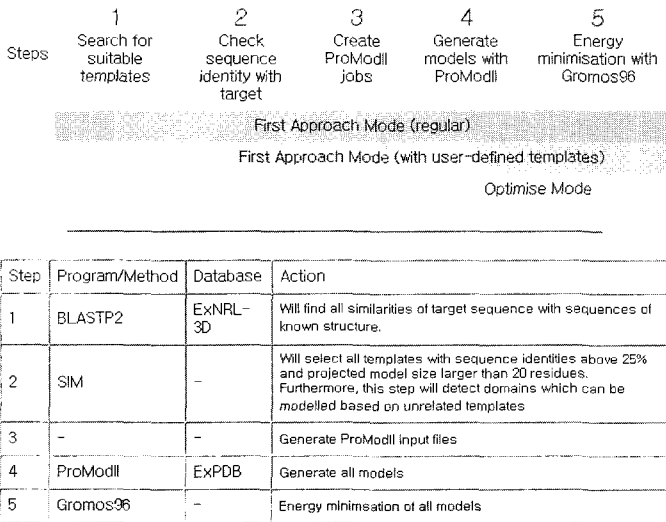 1 2 3 4 5
Steps
Search for suitable templates
Check sequence identity with target
Create ProModII jobs
Generate models with ProModII
Energy minimisation with Gromos96
First Approach Mode (regular)
First Approach Mode (with user-defined templates)
Optimise Mode
Step Program/Method Database Action
1 BLASTP2 ExNRL-3D Will find all similarities of target sequence with sequences of known structure.
2 SIM - Will select all templates with sequence identities above 25% and projected model size larger than 20 residues. Furthermore, this step will detect domains which can be modelled based on unrelated templates
3 - - Generate ProModII input files
4 ProModII ExPDB Generate all models
5 Gromos96 - Energy minimsation of all models